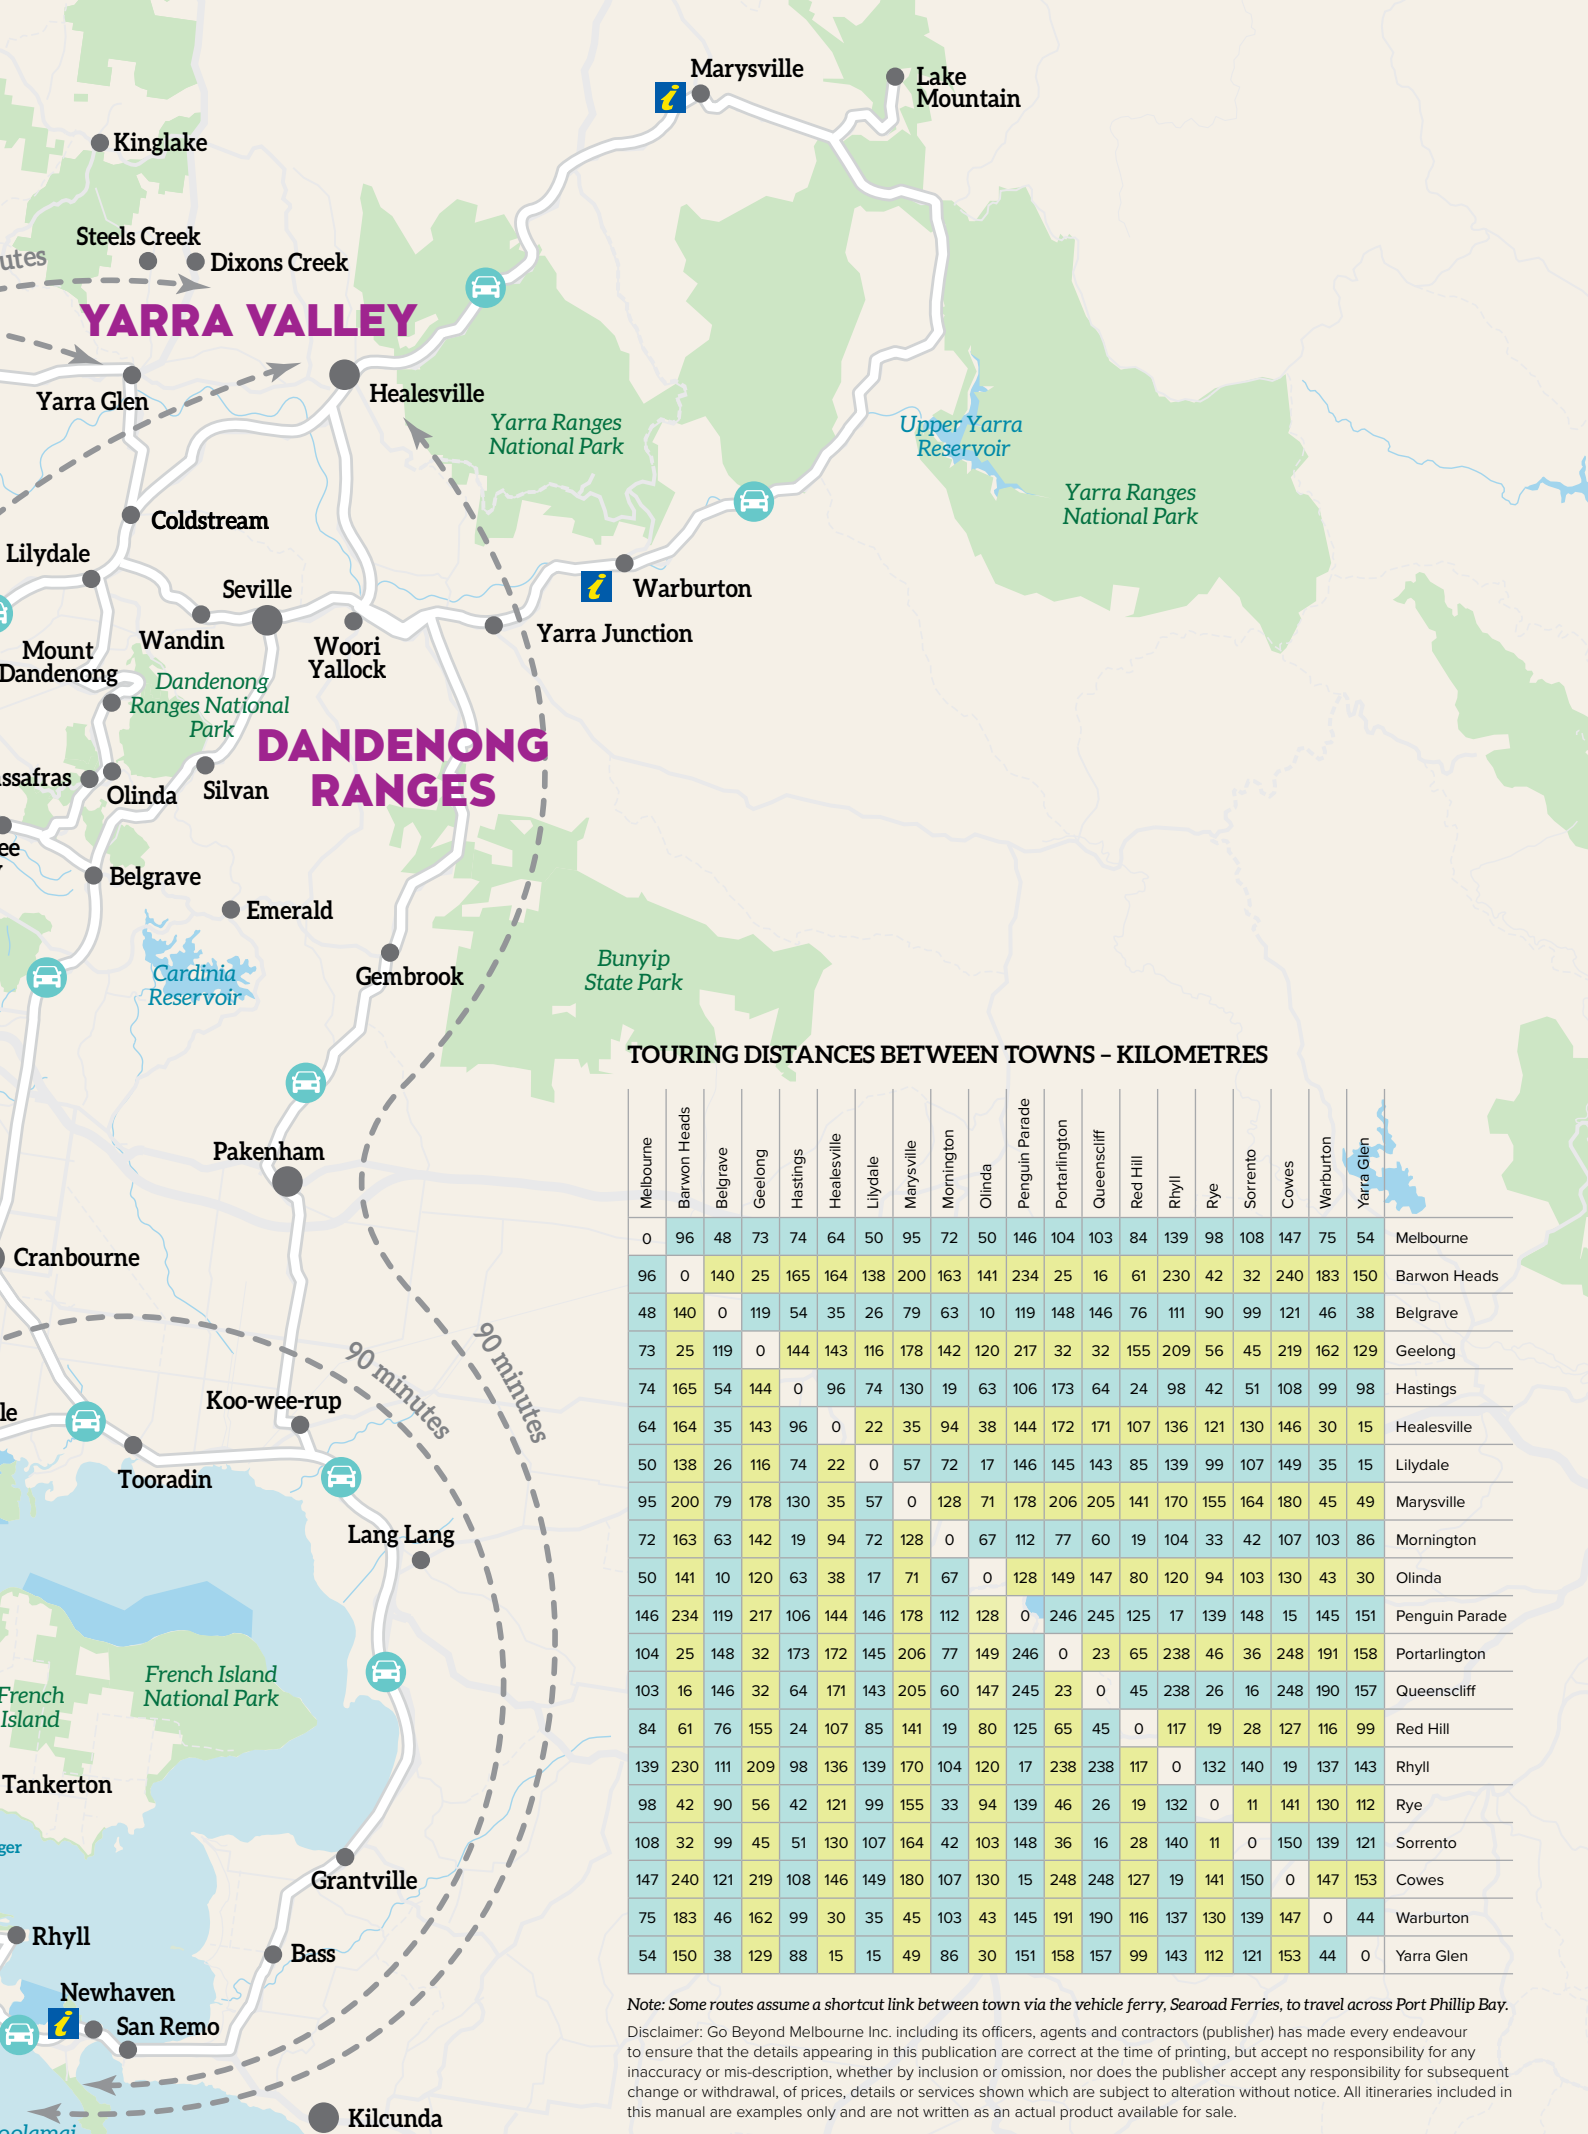 Marysville
Lake
Mountain
Kinglake
Steels Creek
utes
Dixons Creek
YARRA VALLEY
Yarra Glen
Healesville
Yarra Ranges
National Park
Upper Yarra
Reservoir
Yarra Ranges
National Park
Coldstream
Lilydale
Seville
Warburton
Wandin
Woori
Yallock
Yarra Junction
Mount
Dandenong
Dandenong
Ranges National
Park
DANDENONG
RANGES
ssafras
Olinda
Silvan
ee
Belgrave
Emerald
Cardinia
Reservoir
Gembrook
Bunyip
State Park
Pakenham
Cranbourne
90 minutes
90 minutes
le
Koo-wee-rup
Tooradin
Lang Lang
French Island
National Park
French
Island
Tankerton
ger
Grantville
Rhyll
Bass
Newhaven
San Remo
Kilcunda
oolamai
TOURING DISTANCES BETWEEN TOWNS – KILOMETRES
Melbourne Barwon Heads Belgrave Geelong Hastings Healesville Lilydale Marysville Mornington Olinda Penguin Parade Portarlington Queenscliff Red Hill Rhyll Rye Sorrento Cowes Warburton Yarra Glen
0 96 48 73 74 64 50 95 72 50 146 104 103 84 139 98 108 147 75 54 Melbourne
96 0 140 25 165 164 138 200 163 141 234 25 16 61 230 42 32 240 183 150 Barwon Heads
48 140 0 119 54 35 26 79 63 10 119 148 146 76 111 90 99 121 46 38 Belgrave
73 25 119 0 144 143 116 178 142 120 217 32 32 155 209 56 45 219 162 129 Geelong
74 165 54 144 0 96 74 130 19 63 106 173 64 24 98 42 51 108 99 98 Hastings
64 164 35 143 96 0 22 35 94 38 144 172 171 107 136 121 130 146 30 15 Healesville
50 138 26 116 74 22 0 57 72 17 146 145 143 85 139 99 107 149 35 15 Lilydale
95 200 79 178 130 35 57 0 128 71 178 206 205 141 170 155 164 180 45 49 Marysville
72 163 63 142 19 94 72 128 0 67 112 77 60 19 104 33 42 107 103 86 Mornington
50 141 10 120 63 38 17 71 67 0 128 149 147 80 120 94 103 130 43 30 Olinda
146 234 119 217 106 144 146 178 112 128 0 246 245 125 17 139 148 15 145 151 Penguin Parade
104 25 148 32 173 172 145 206 77 149 246 0 23 65 238 46 36 248 191 158 Portarlington
103 16 146 32 64 171 143 205 60 147 245 23 0 45 238 26 16 248 190 157 Queenscliff
84 61 76 155 24 107 85 141 19 80 125 65 45 0 117 19 28 127 116 99 Red Hill
139 230 111 209 98 136 139 170 104 120 17 238 238 117 0 132 140 19 137 143 Rhyll
98 42 90 56 42 121 99 155 33 94 139 46 26 19 132 0 11 141 130 112 Rye
108 32 99 45 51 130 107 164 42 103 148 36 16 28 140 11 0 150 139 121 Sorrento
147 240 121 219 108 146 149 180 107 130 15 248 248 127 19 141 150 0 147 153 Cowes
75 183 46 162 99 30 35 45 103 43 145 191 190 116 137 130 139 147 0 44 Warburton
54 150 38 129 88 15 15 49 86 30 151 158 157 99 143 112 121 153 44 0 Yarra Glen
Note: Some routes assume a shortcut link between town via the vehicle ferry, Searoad Ferries, to travel across Port Phillip Bay.
Disclaimer: Go Beyond Melbourne Inc. including its officers, agents and contractors (publisher) has made every endeavour
to ensure that the details appearing in this publication are correct at the time of printing, but accept no responsibility for any
inaccuracy or mis-description, whether by inclusion or omission, nor does the publisher accept any responsibility for subsequent
change or withdrawal, of prices, details or services shown which are subject to alteration without notice. All itineraries included in
this manual are examples only and are not written as an actual product available for sale.